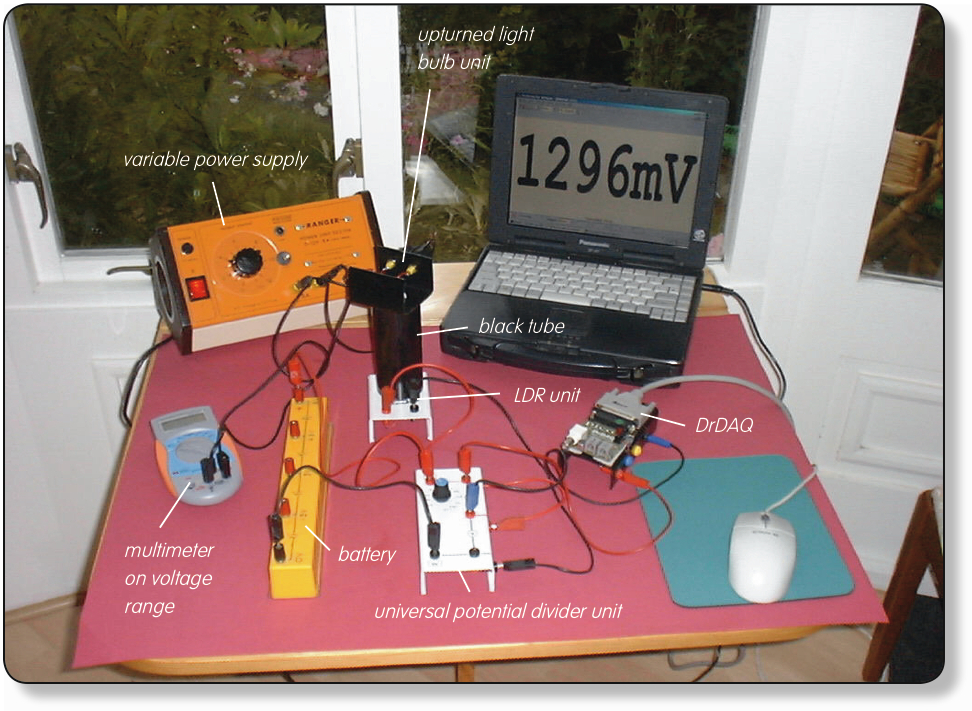 upturned light
bulb unit
variable power supply
1296mV
RANGER
Panasonic
black tube
LDR unit
DrDAQ
multimeter
on voltage
range
battery
universal potential divider unit